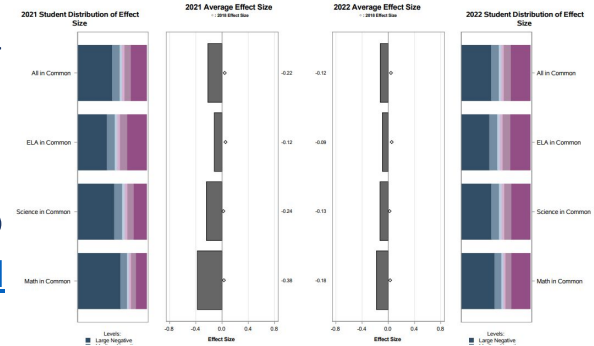 2021 Student Distribution of Effect
Size
2021 Average Effect Size
◦ : 2018 Effect Size
2022 Average Effect Size
◦ : 2018 Effect Size
2022 Student Distribution of Effect
Size
All in Common
-0.22
-0.12
All in Common
ELA in Common
-0.12
-0.09
ELA in Common
Science in Common
-0.24
-0.13
Science in Common
Math in Common
-0.38
-0.18
Math in Common
-0.8 -0.4 0.0 0.4 0.8
-0.8 -0.4 0.0 0.4 0.8
Levels:
Effect Size
Effect Size
Levels:
Large Negative
Large Negative